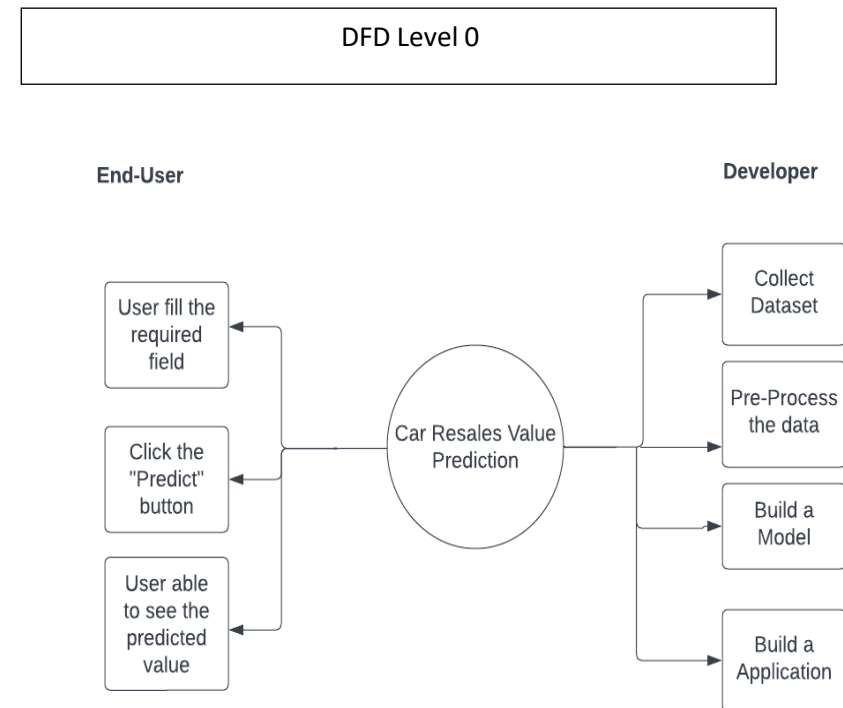 DFD Level 0
End-User
Developer
User fill the
required
field
Click the
"Predict"
button
User able
to see the
predicted
value
Car Resales Value
Prediction
Collect
Dataset
Pre-Process
the data
Build a
Model
Build a
Application